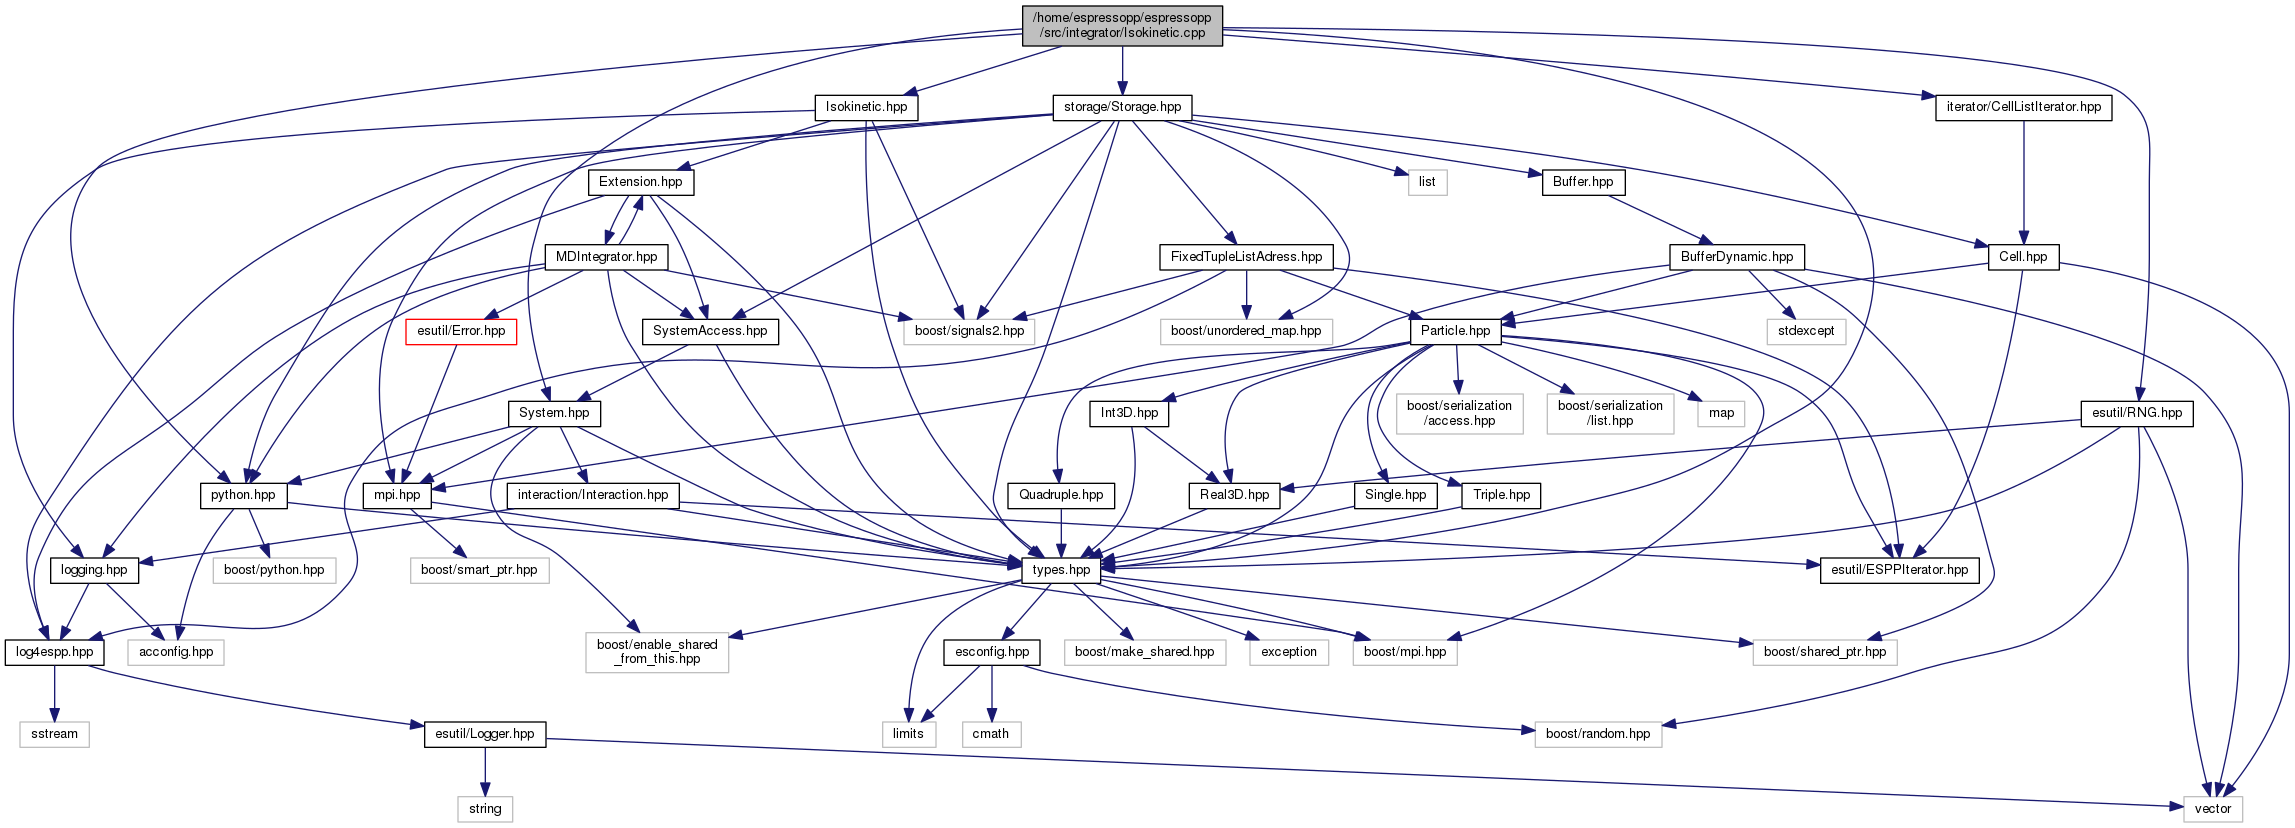 /home/espressopp/espressopp
/src/integrator/Isokinetic.cpp
Isokinetic.hpp
storage/Storage.hpp
iterator/CellListIterator.hpp
Extension.hpp
list
Buffer.hpp
MDIntegrator.hpp
FixedTupleListAdress.hpp
BufferDynamic.hpp
Cell.hpp
esutil/Error.hpp
SystemAccess.hpp
boost/signals2.hpp
boost/unordered_map.hpp
Particle.hpp
stdexcept
System.hpp
Int3D.hpp
boost/serialization
/access.hpp
boost/serialization
/list.hpp
map
esutil/RNG.hpp
python.hpp
mpi.hpp
interaction/Interaction.hpp
Quadruple.hpp
Real3D.hpp
Single.hpp
Triple.hpp
logging.hpp
boost/python.hpp
boost/smart_ptr.hpp
types.hpp
esutil/ESPPIterator.hpp
log4espp.hpp
acconfig.hpp
boost/enable_shared
_from_this.hpp
esconfig.hpp
boost/make_shared.hpp
exception
boost/mpi.hpp
boost/shared_ptr.hpp
sstream
esutil/Logger.hpp
limits
cmath
boost/random.hpp
string
vector